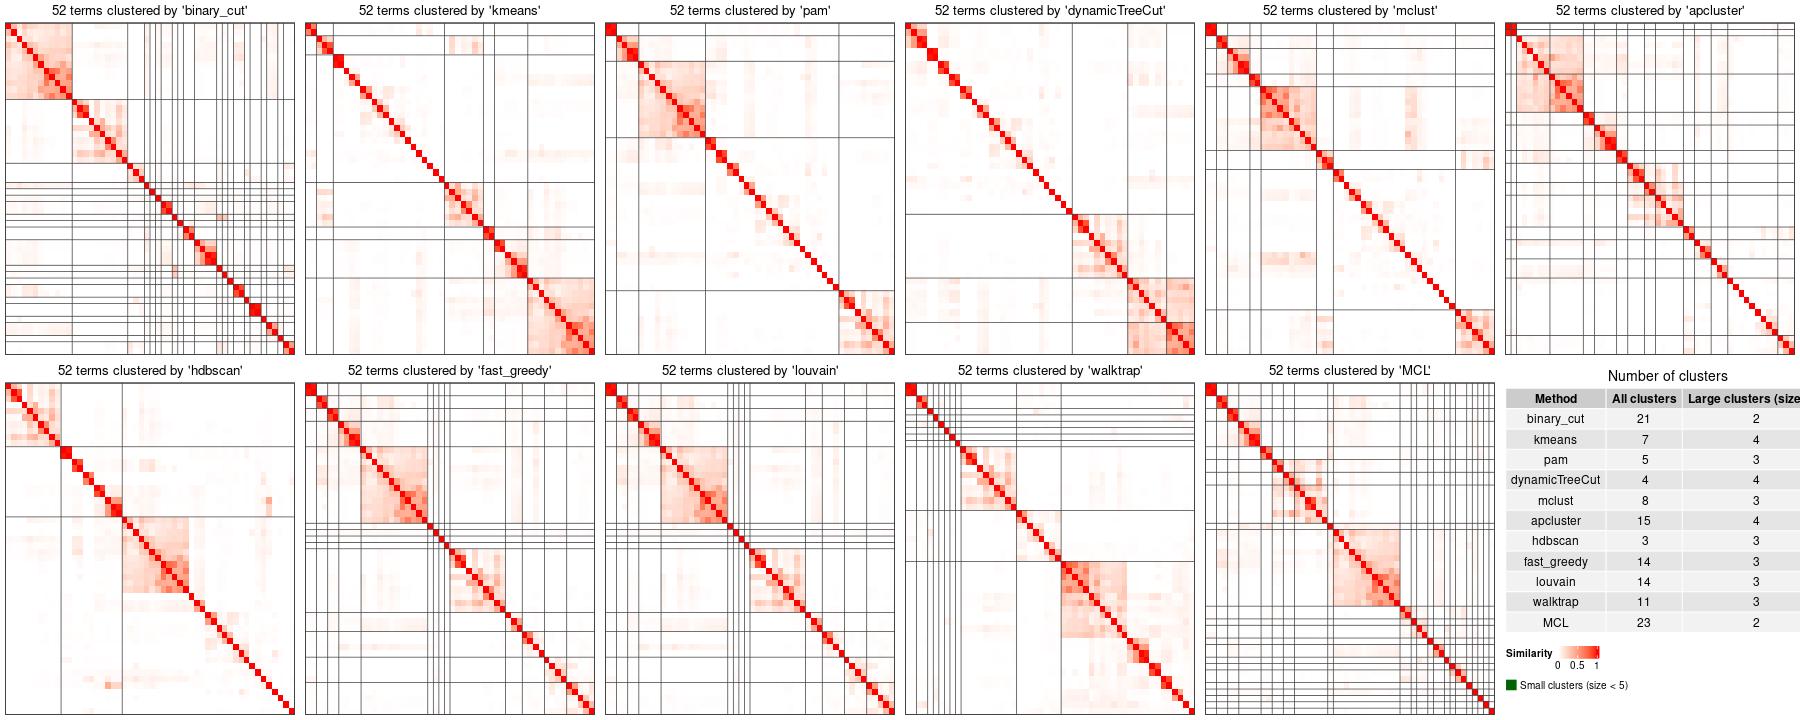 52 terms clustered by 'binary_cut'
52 terms clustered by 'kmeans'
52 terms clustered by 'pam'
52 terms clustered by 'dynamicTreeCut'
52 terms clustered by 'mclust'
52 terms clustered by 'apcluster'
52 terms clustered by 'hdbscan'
52 terms clustered by 'fast_greedy'
52 terms clustered by 'louvain'
52 terms clustered by 'walktrap'
52 terms clustered by 'MCL'
Number of clusters
Method All clusters Large clusters (size
binary_cut 21 2
kmeans 7 4
pam 5 3
dynamicTreeCut 4 4
mclust 8 3
apcluster 15 4
hdbscan 3 3
fast_greedy 14 3
louvain 14 3
walktrap 11 3
MCL 23 2
Similarity
0 0.5 1
Small clusters (size < 5)